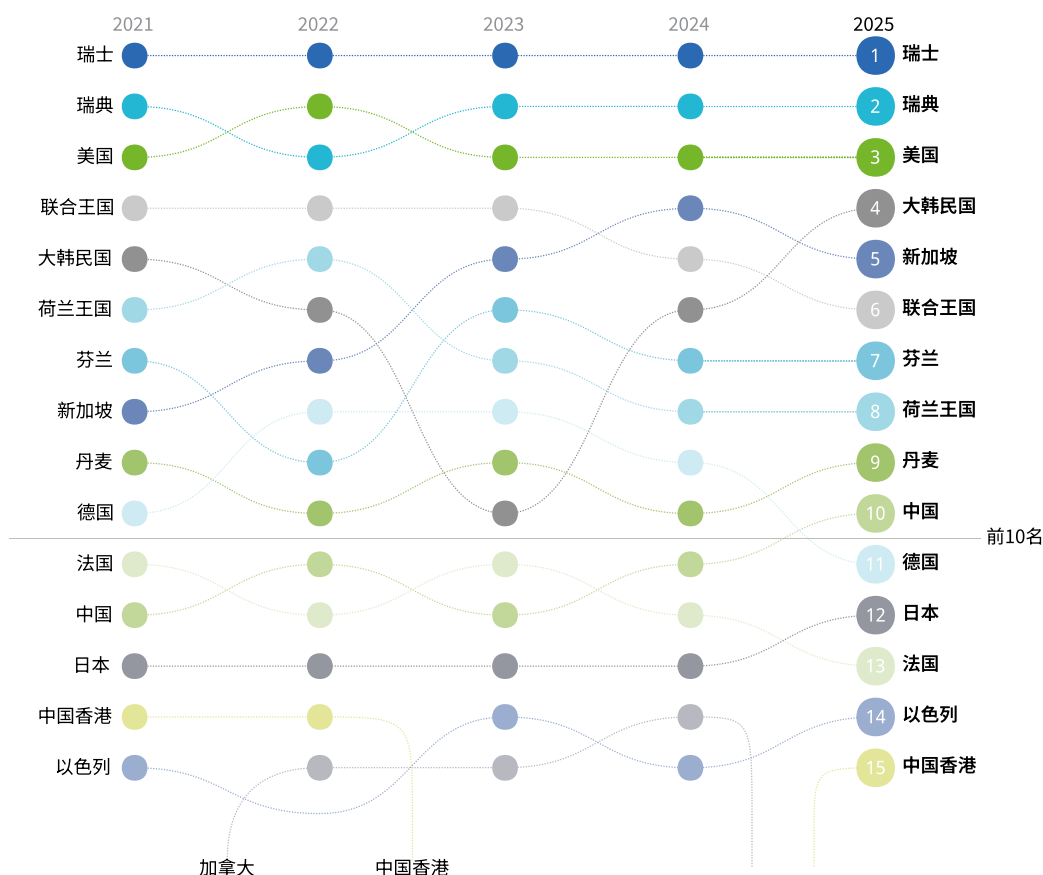 2021 2022 2023 2024 2025
瑞士 1 瑞士
瑞典 2 瑞典
美国 3 美国
联合王国 4 大韩民国
大韩民国 5 新加坡
荷兰王国 6 联合王国
芬兰 7 芬兰
新加坡 8 荷兰王国
丹麦 9 丹麦
德国 10 中国
前10名
法国 11 德国
中国 12 日本
日本 13 法国
中国香港 14 以色列
以色列 15 中国香港
加拿大 中国香港